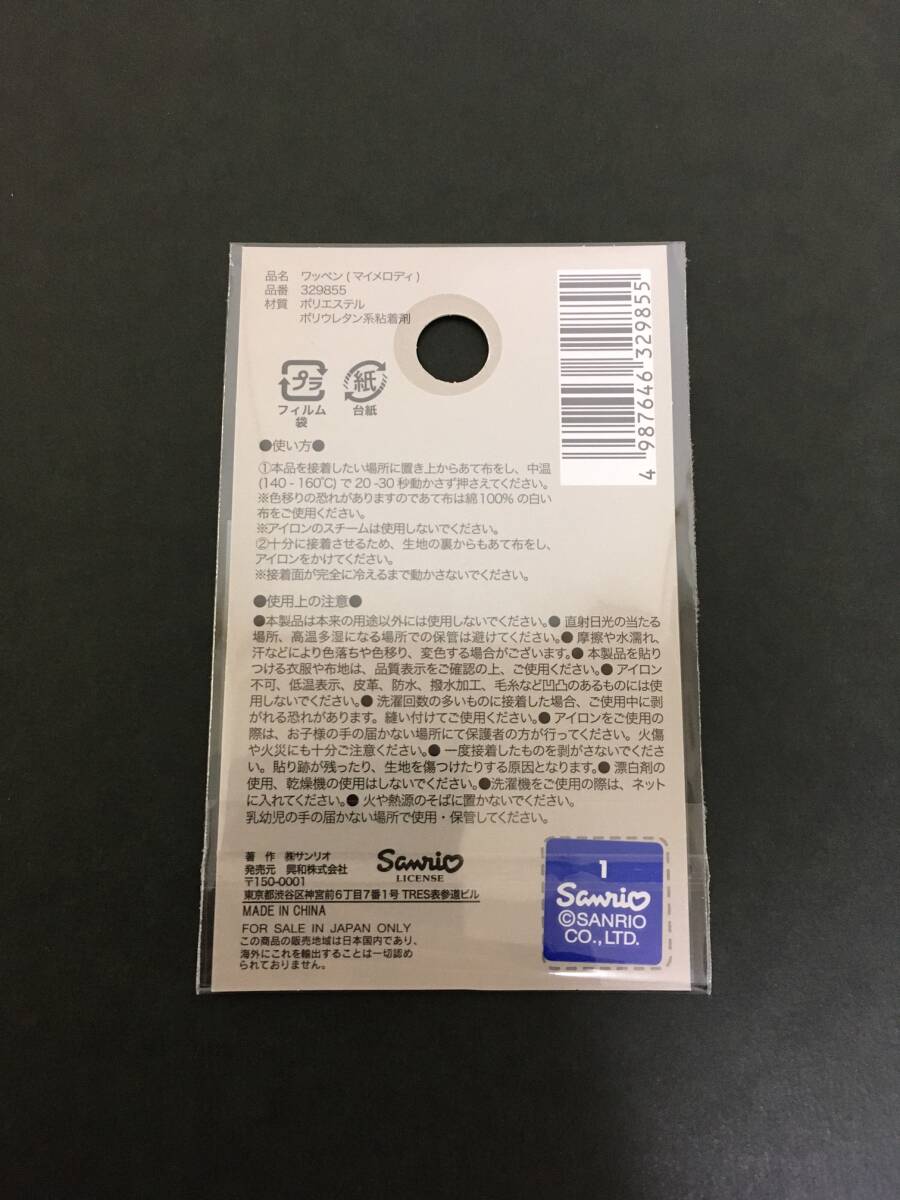 品名 ワッペン ( マイメロディ )
品番 329855
材質 ポリエステル
ポリウレタン系粘着剤
4 987646 329855
プラ
フィルム
袋
紙
台紙
●使い方●
①本品を接着したい場所に置き上からあて布をし、中温
(140 - 160℃) で 20 -30 秒動かさず押さえてください。
※色移りの恐れがありますのであて布は綿100% の白い
布をご使用ください。
※アイロンのスチームは使用しないでください。
②十分に接着させるため、生地の裏からもあて布をし、
アイロンをかけてください。
※接着面が完全に冷えるまで動かさないでください。
●使用上の注意●
●本製品は本来の用途以外には使用しないでください。● 直射日光の当たる
場所、高温多湿になる場所での保管は避けてください。● 摩擦や水濡れ、
汗などにより色落ちや色移り、変色する場合がございます。● 本製品を貼り
つける衣服や布地は、品質表示をご確認の上、ご使用ください。● アイロン
不可、低温表示、皮革、防水、撥水加工、毛糸など凹凸のあるものには使
用しないでください。● 洗濯回数の多いものに接着した場合、ご使用中に剥
がれる恐れがあります。縫い付けてご使用ください。● アイロンをご使用の
際は、お子様の手の届かない場所にて保護者の方が行ってください。火傷
や火災にも十分ご注意ください。● 一度接着したものを剥がさないでくださ
い。貼り跡が残ったり、生地を傷つけたりする原因となります。● 漂白剤の
使用、乾燥機の使用はしないでください。●洗濯機をご使用の際は、ネット
に入れてください。● 火や熱源のそばに置かないでください。
乳幼児の手の届かない場所で使用・保管してください。
著 作 ㈱サンリオ
発売元 興和株式会社
〒150-0001
東京都渋谷区神宮前6丁目7番1号 TRES表参道ビル
MADE IN CHINA
FOR SALE IN JAPAN ONLY
この商品の販売地域は日本国内であり、
海外にこれを輸出することは一切認め
られておりません。
Sanrio
LICENSE
1
Sanrio
©SANRIO
CO., LTD.